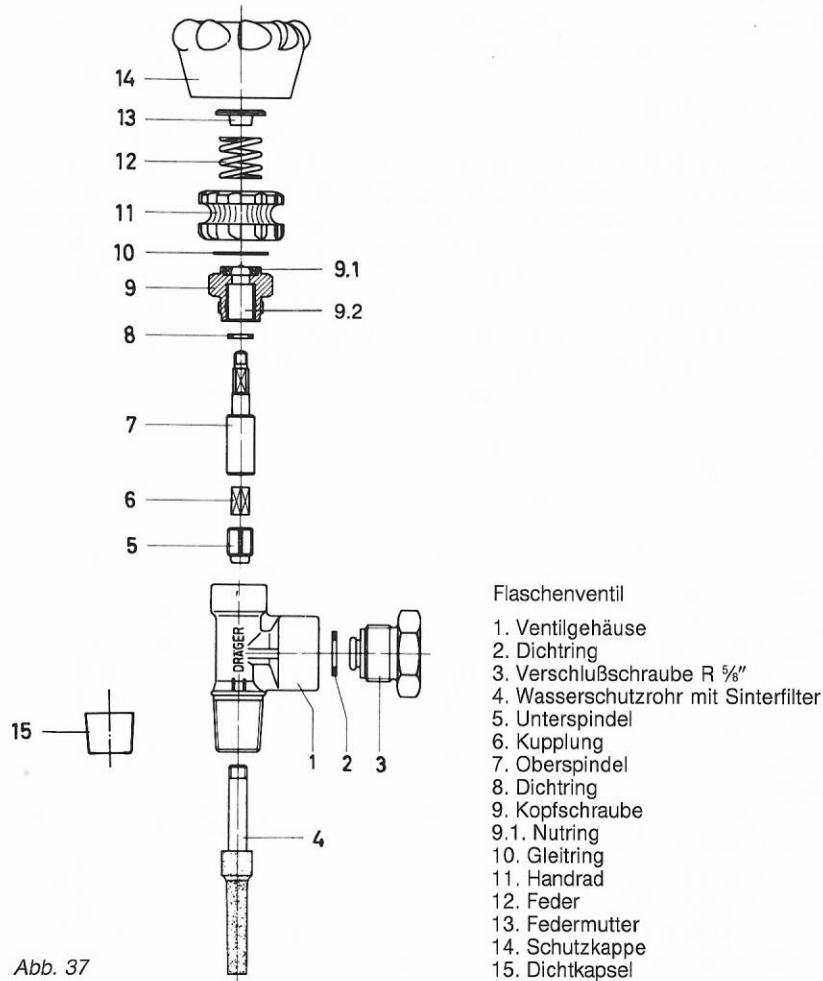 14
13
12
11
10
9.1
9
9.2
8
7
6
5
DRÄGER
15
1
2
3
4
Flaschenventil
1. Ventilgehäuse
2. Dichtring
3. Verschlußschraube R ⅝"
4. Wasserschutzrohr mit Sinterfilter
5. Unterspindel
6. Kupplung
7. Oberspindel
8. Dichtring
9. Kopfschraube
9.1. Nutring
10. Gleitring
11. Handrad
12. Feder
13. Federmutter
14. Schutzkappe
15. Dichtkapsel
Abb. 37